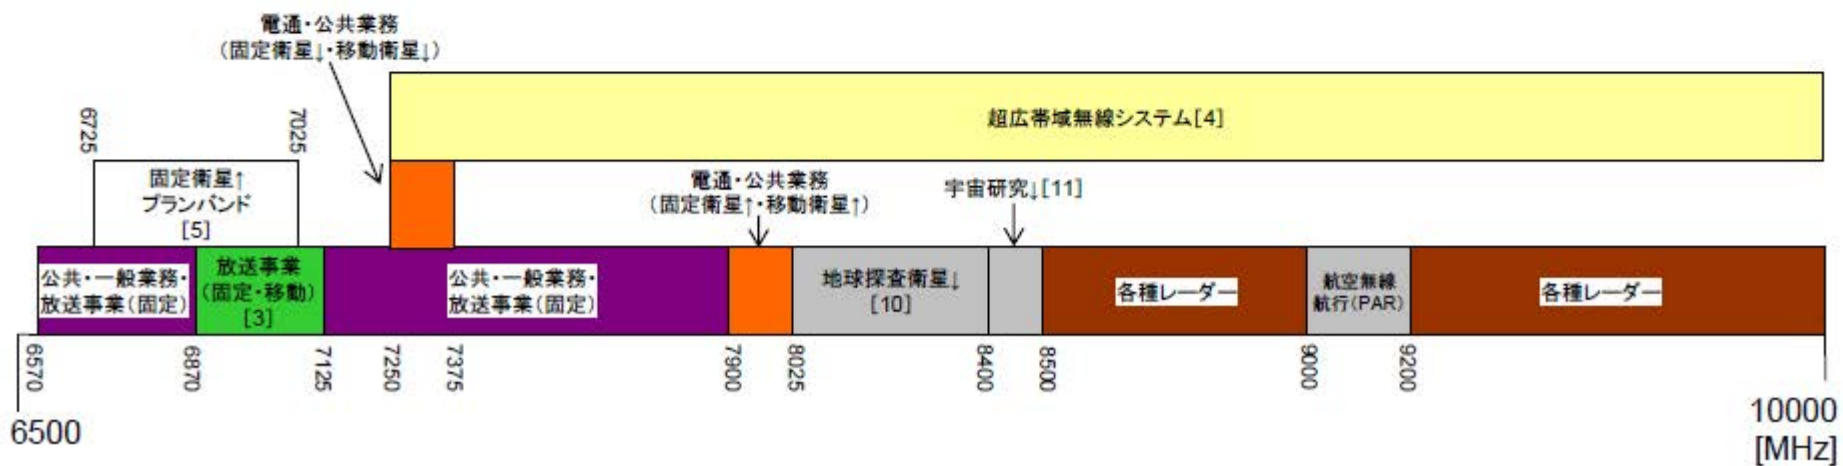 電通・公共業務
(固定衛星↓・移動衛星↓)
超広帯域無線システム[4]
6725
7025
固定衛星↑
プランバンド
[5]
電通・公共業務
(固定衛星↑・移動衛星↑)
宇宙研究↓[11]
公共・一般業務・
放送事業(固定)
放送事業
(固定・移動)
[3]
公共・一般業務・
放送事業(固定)
地球探査衛星↓
[10]
各種レーダー
航空無線
航行(PAR)
各種レーダー
6570
6870
7125
7250
7375
7900
8025
8400
8500
9000
9200
6500
10000
[MHz]